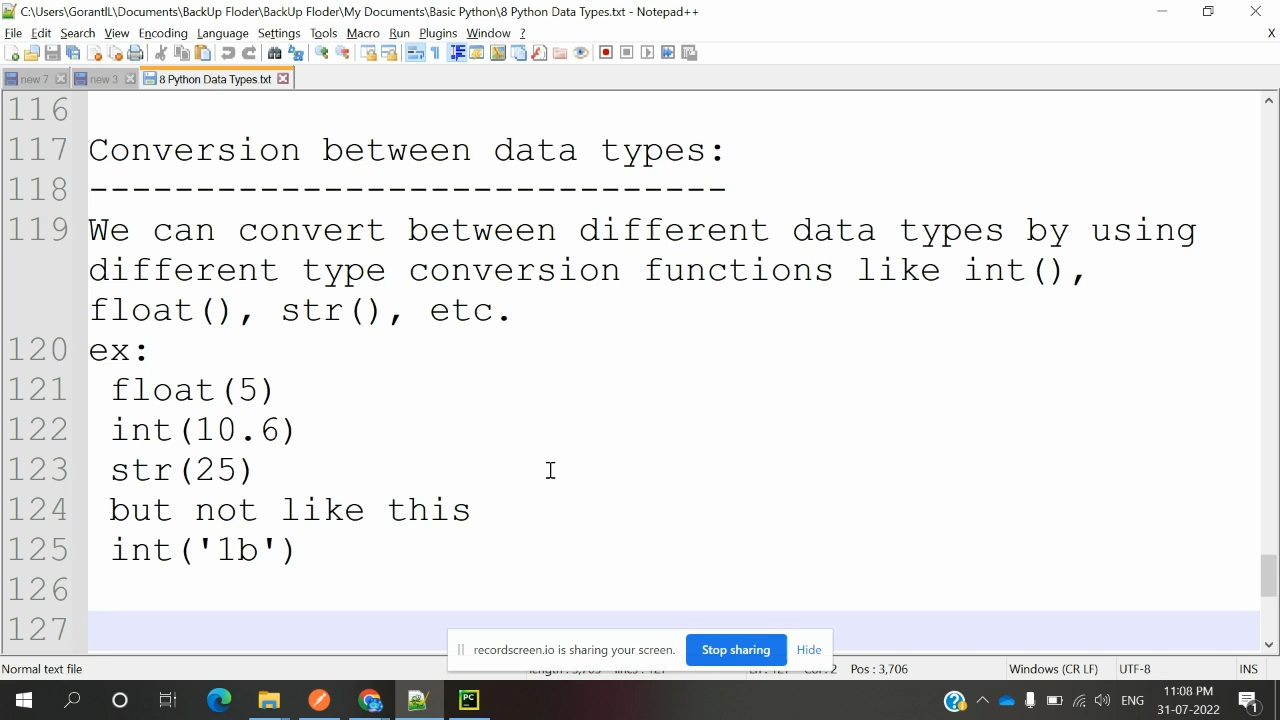 C:\Users\GorantlL\Documents\BackUp Floder\BackUp Floder\My Documents\Basic Python\8 Python Data Types.txt - Notepad++
File Edit Search View Encoding Language Settings Tools Macro Run Plugins Window ? X
new 7 new 3 8 Python Data Types.txt
116
117 Conversion between data types:
118 ------------------------------
119 We can convert between different data types by using
different type conversion functions like int(),
float(), str(), etc.
120 ex:
121 float(5)
122 int(10.6)
123 str(25)
124 but not like this
125 int('1b')
126
127
recordscreen.io is sharing your screen. Stop sharing Hide
Normal text file Pos : 3,706 Windows (CR LF) UTF-8 INS
ENG 11:08 PM
31-07-2022